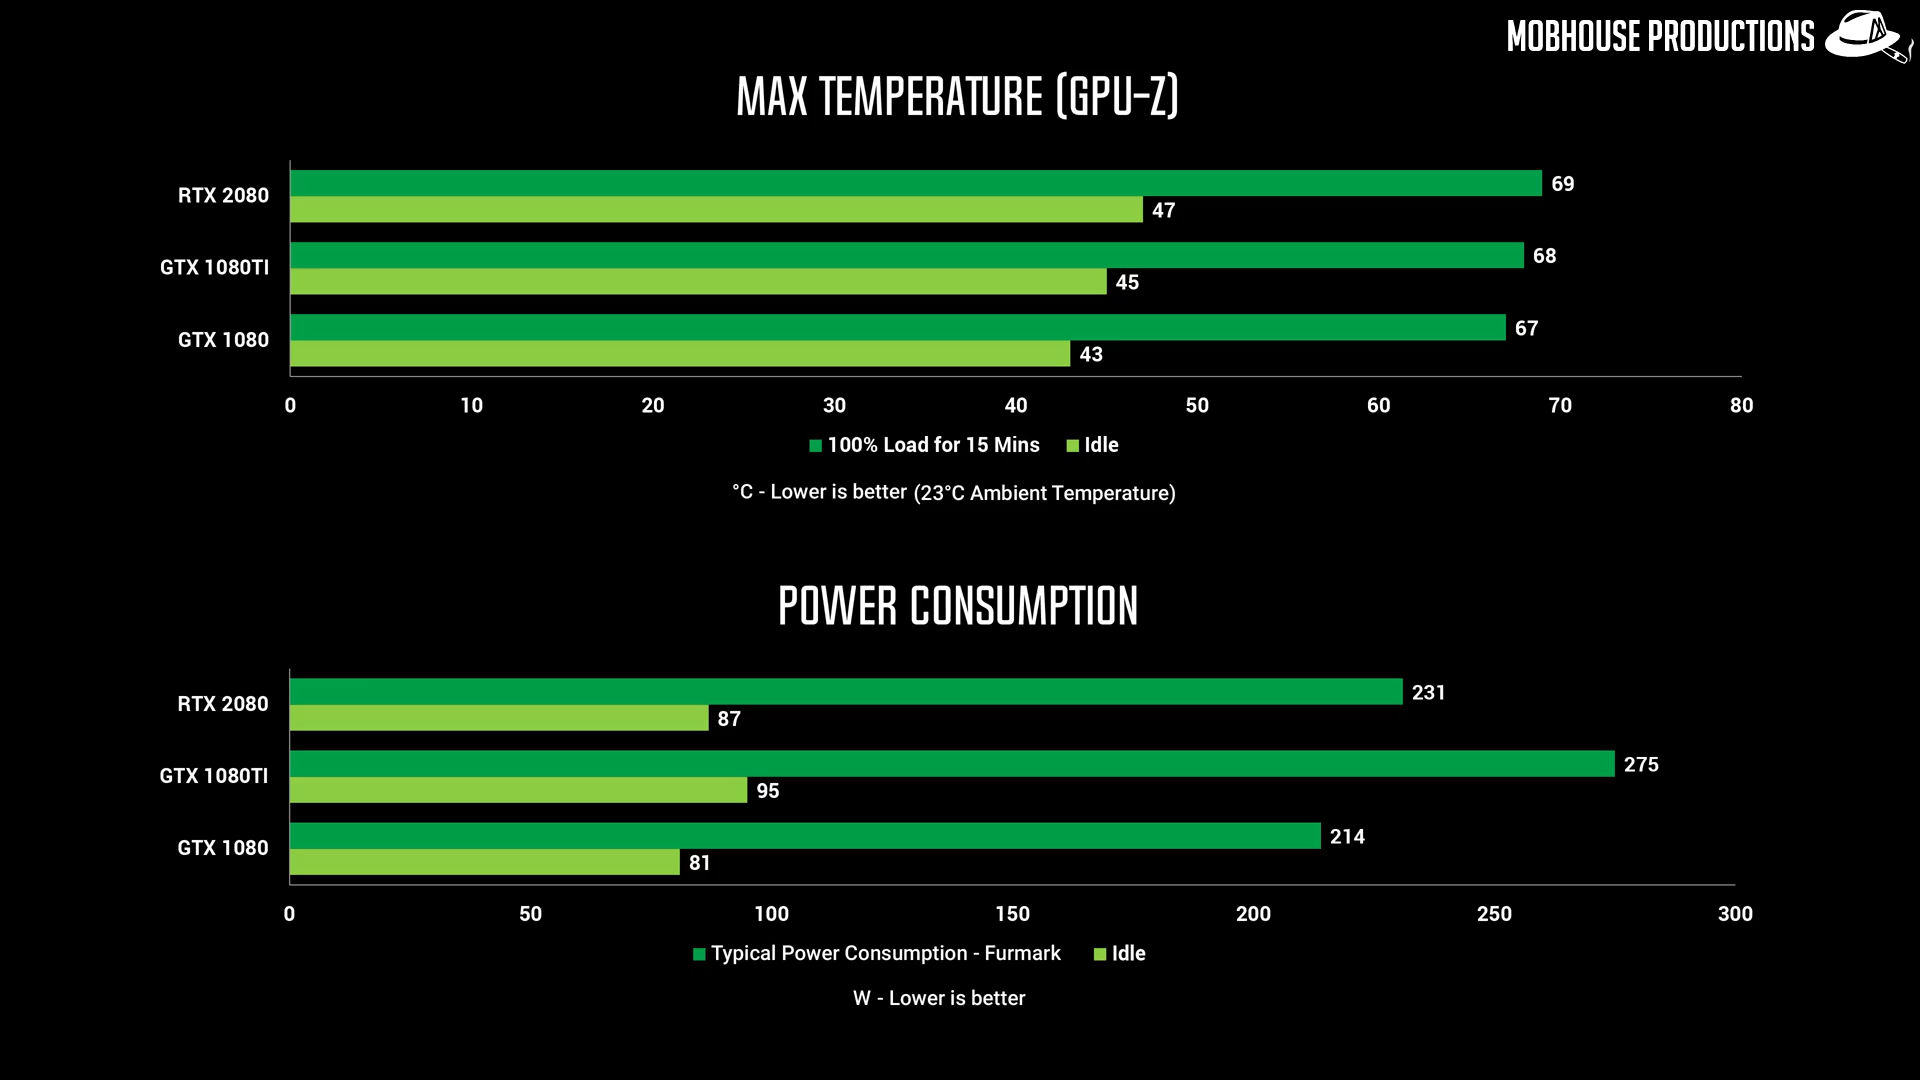 MOBHOUSE PRODUCTIONS
MAX TEMPERATURE (GPU-Z)
RTX 2080
69
47
GTX 1080TI
68
45
GTX 1080
67
43
0 10 20 30 40 50 60 70 80
100% Load for 15 Mins Idle
°C - Lower is better (23°C Ambient Temperature)
POWER CONSUMPTION
RTX 2080
231
87
GTX 1080TI
275
95
GTX 1080
214
81
0 50 100 150 200 250 300
Typical Power Consumption - Furmark Idle
W - Lower is better